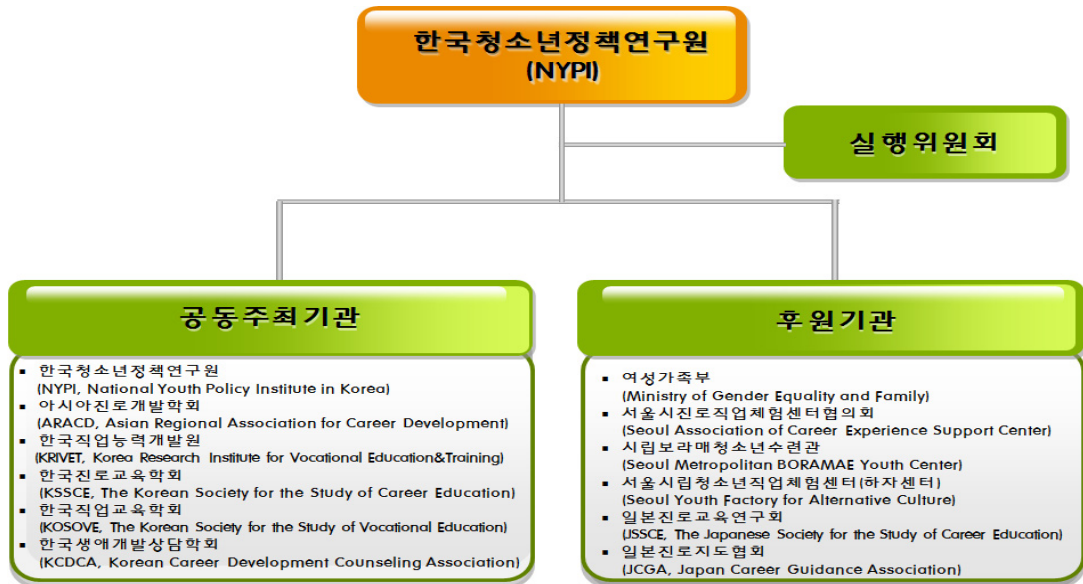 한국청소년정책연구원
(NYPI)
실행위원회
공동주최기관
▪ 한국청소년정책연구원
(NYPI, National Youth Policy Institute in Korea)
▪ 아시아진로개발학회
(ARACD, Asian Regional Association for Career Development)
▪ 한국직업능력개발원
(KRIVET, Korea Research Institute for Vocational Education&Training)
▪ 한국진로교육학회
(KSSCE, The Korean Society for the Study of Career Education)
▪ 한국직업교육학회
(KOSOVE, The Korean Society for the Study of Vocational Education)
▪ 한국생애개발상담학회
(KCDCA, Korean Career Development Counseling Association)
후원기관
▪ 여성가족부
(Ministry of Gender Equality and Family)
▪ 서울시진로직업체험센터협의회
(Seoul Association of Career Experience Support Center)
▪ 시립보라매청소년수련관
(Seoul Metropolitan BORAMAE Youth Center)
▪ 서울시립청소년직업체험센터(하자센터)
(Seoul Youth Factory for Alternative Culture)
▪ 일본진로교육연구회
(JSSCE, The Japanese Society for the Study of Career Education)
▪ 일본진로지도협회
(JCGA, Japan Career Guidance Association)